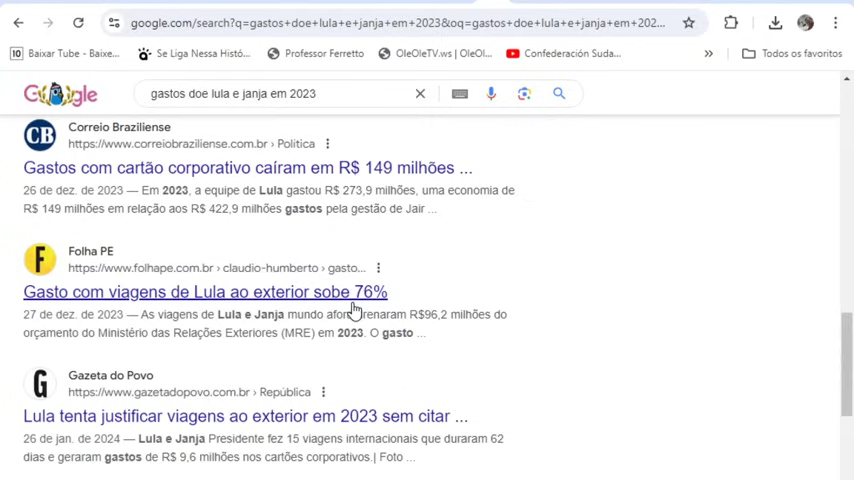 google.com/search?q=gastos+doe+lula+e+janja+em+2023&oq=gastos+doe+lula+e+janja+em+202...
10 Baixar Tube - Baixe...
Se Liga Nessa Histó...
Professor Ferretto
OleOleTV.ws | OleOl...
Confederación Suda...
»
Todos os favoritos
Google
gastos doe lula e janja em 2023
CB
Correio Braziliense
https://www.correiobraziliense.com.br › Política
Gastos com cartão corporativo caíram em R$ 149 milhões ...
26 de dez. de 2023 — Em 2023, a equipe de Lula gastou R$ 273,9 milhões, uma economia de
R$ 149 milhões em relação aos R$ 422,9 milhões gastos pela gestão de Jair ...
F
Folha PE
https://www.folhape.com.br › claudio-humberto › gasto...
Gasto com viagens de Lula ao exterior sobe 76%
27 de dez. de 2023 — As viagens de Lula e Janja mundo afora drenaram R$96,2 milhões do
orçamento do Ministério das Relações Exteriores (MRE) em 2023. O gasto ...
G
Gazeta do Povo
https://www.gazetadopovo.com.br › República
Lula tenta justificar viagens ao exterior em 2023 sem citar ...
26 de jan. de 2024 — Lula e Janja Presidente fez 15 viagens internacionais que duraram 62
dias e geraram gastos de R$ 9,6 milhões nos cartões corporativos.| Foto ...